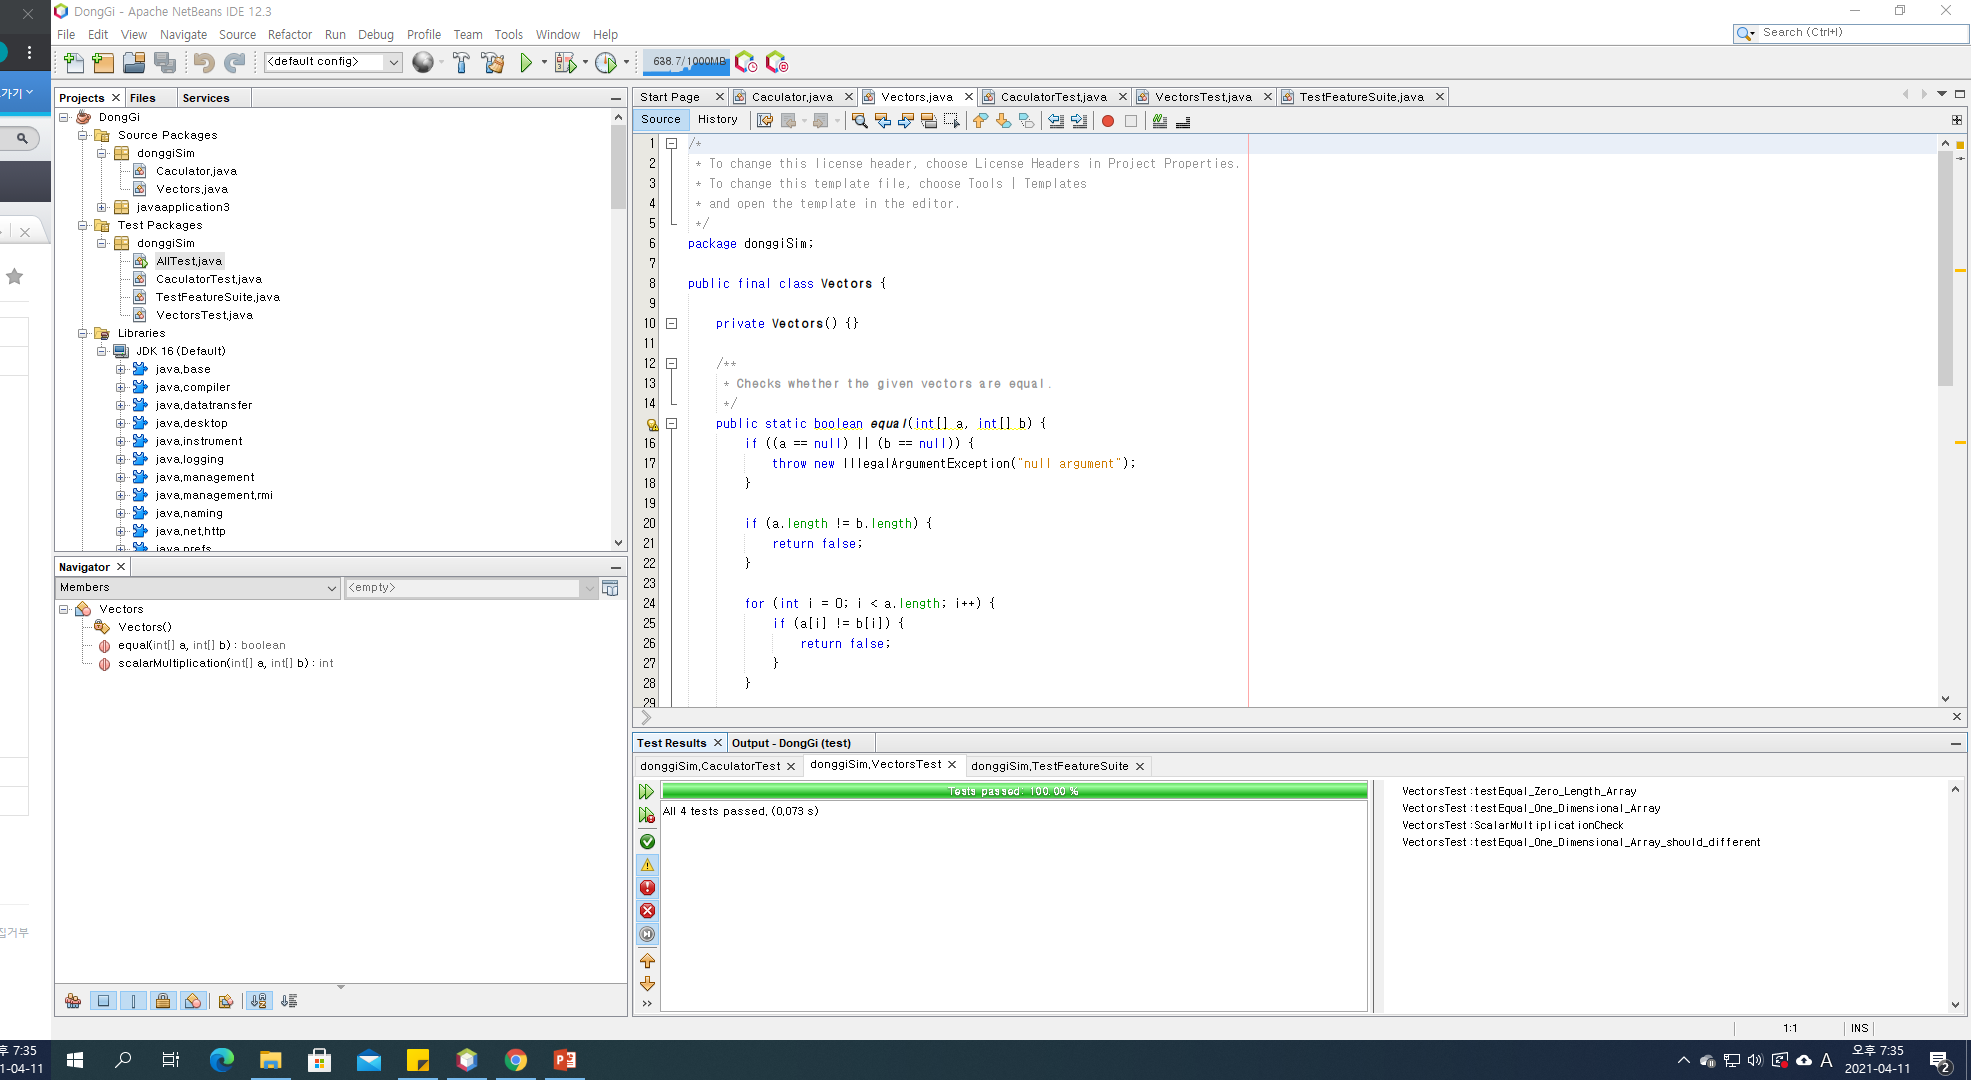 DongGi - Apache NetBeans IDE 12.3
File Edit View Navigate Source Refactor Run Debug Profile Team Tools Window Help
Search (Ctrl+I)
<default config>
638.7/1000MB
가기
Projects Files Services
DongGi
Source Packages
donggiSim
Caculator.java
Vectors.java
javaapplication3
Test Packages
donggiSim
AllTest.java
CaculatorTest.java
TestFeatureSuite.java
VectorsTest.java
Libraries
JDK 16 (Default)
java.base
java.compiler
java.datatransfer
java.desktop
java.instrument
java.logging
java.management
java.management.rmi
java.naming
java.net.http
java.prefs
Navigator
Members
<empty>
Vectors
Vectors()
equal(int[] a, int[] b) : boolean
scalarMultiplication(int[] a, int[] b) : int
집거부
Start Page Caculator.java Vectors.java CaculatorTest.java VectorsTest.java TestFeatureSuite.java
Source History
1 /*
2 * To change this license header, choose License Headers in Project Properties.
3 * To change this template file, choose Tools | Templates
4 * and open the template in the editor.
5 */
6 package donggiSim;
7
8 public final class Vectors {
9
10 private Vectors() {}
11
12 /**
13 * Checks whether the given vectors are equal.
14 */
public static boolean equal(int[] a, int[] b) {
16 if ((a == null) || (b == null)) {
17 throw new IllegalArgumentException("null argument");
18 }
19
20 if (a.length != b.length) {
21 return false;
22 }
23
24 for (int i = 0; i < a.length; i++) {
25 if (a[i] != b[i]) {
26 return false;
27 }
28 }
29
Test Results Output - DongGi (test)
donggiSim.CaculatorTest donggiSim.VectorsTest donggiSim.TestFeatureSuite
Tests passed: 100.00 %
All 4 tests passed. (0.073 s)
VectorsTest:testEqual_Zero_Length_Array
VectorsTest:testEqual_One_Dimensional_Array
VectorsTest:ScalarMultiplicationCheck
VectorsTest:testEqual_One_Dimensional_Array_should_different
1:1 INS
후 7:35
1-04-11
A
오후 7:35
2021-04-11
2